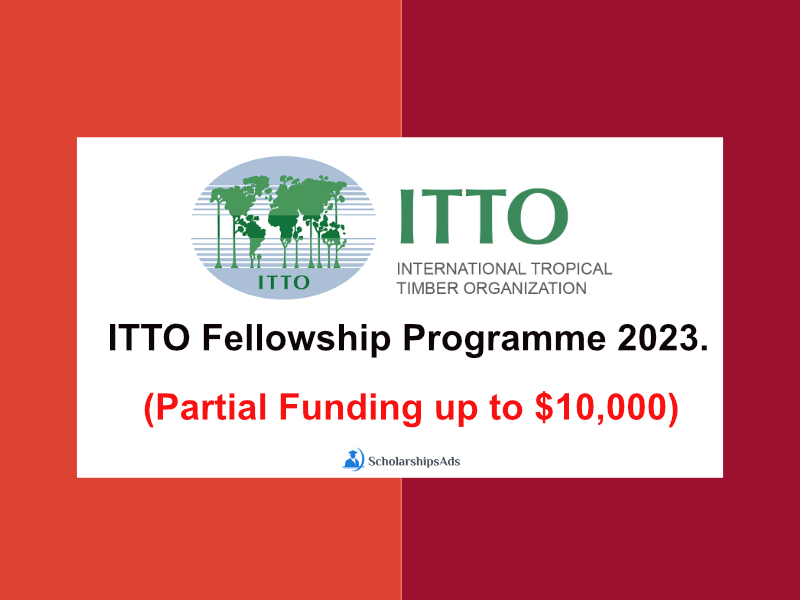 ITTO
ITTO
INTERNATIONAL TROPICAL
TIMBER ORGANIZATION
ITTO Fellowship Programme 2023.
(Partial Funding up to $10,000)
ScholarshipsAds